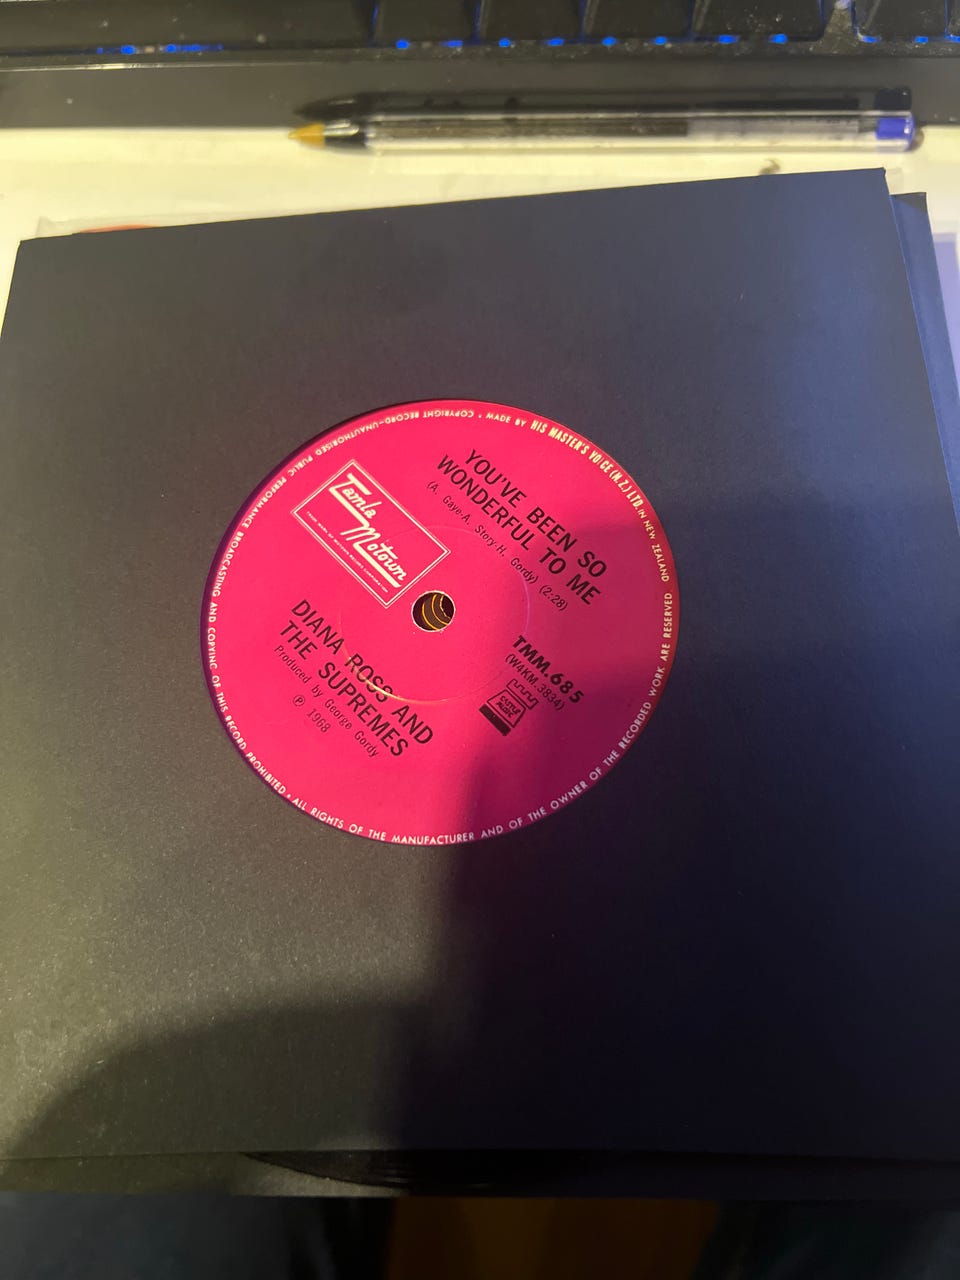 MADE BY HIS MASTER'S VOICE (N.Z.) LTD. IN NEW ZEALAND
ALL RIGHTS OF THE MANUFACTURER AND OF THE OWNER OF THE RECORDED WORK ARE RESERVED
COPYRIGHT RECORD—UNAUTHORISED PUBLIC PERFORMANCE BROADCASTING AND COPYING OF THIS RECORD PROHIBITED
Tamla Motown
YOU'VE BEEN SO
WONDERFUL TO ME
(A. Gaye-A. Story-H. Gordy) (2:28)
TMM.685
(W4KM.3834)
DIANA ROSS AND
THE SUPREMES
Produced by George Gordy
℗ 1968